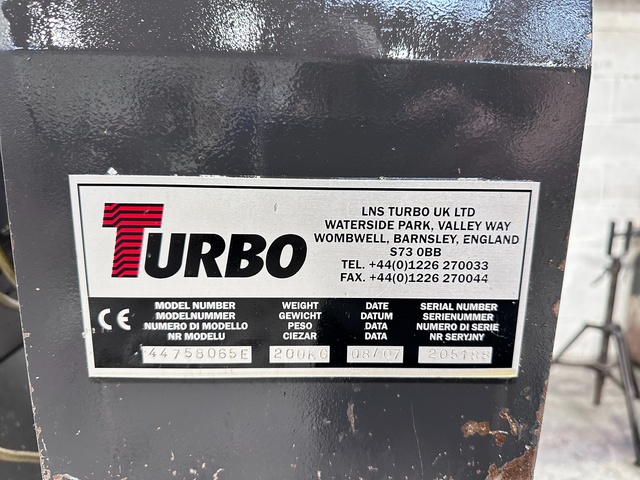 TURBO
LNS TURBO UK LTD
WATERSIDE PARK, VALLEY WAY
WOMBWELL, BARNSLEY, ENGLAND
S73 0BB
TEL. +44(0)1226 270033
FAX. +44(0)1226 270044
CE
MODEL NUMBER
MODELNUMMER
NUMERO DI MODELLO
NR MODELU
44758065E
WEIGHT
GEWICHT
PESO
CIEZAR
200KG
DATE
DATUM
DATA
DATA
08/07
SERIAL NUMBER
SERIENUMMER
NUMERO DI SERIE
NR SERYJNY
205188